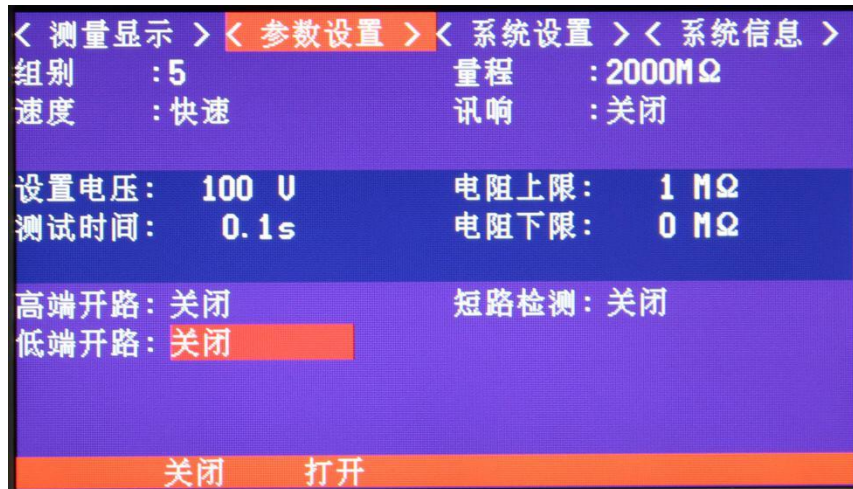 < 测量显示 > < 参数设置 > < 系统设置 > < 系统信息 >
组别 :5 量程 :2000MΩ
速度 :快速 讯响 :关闭
设置电压: 100 V 电阻上限: 1 MΩ
测试时间: 0.1s 电阻下限: 0 MΩ
高端开路:关闭 短路检测:关闭
低端开路:关闭
关闭 打开